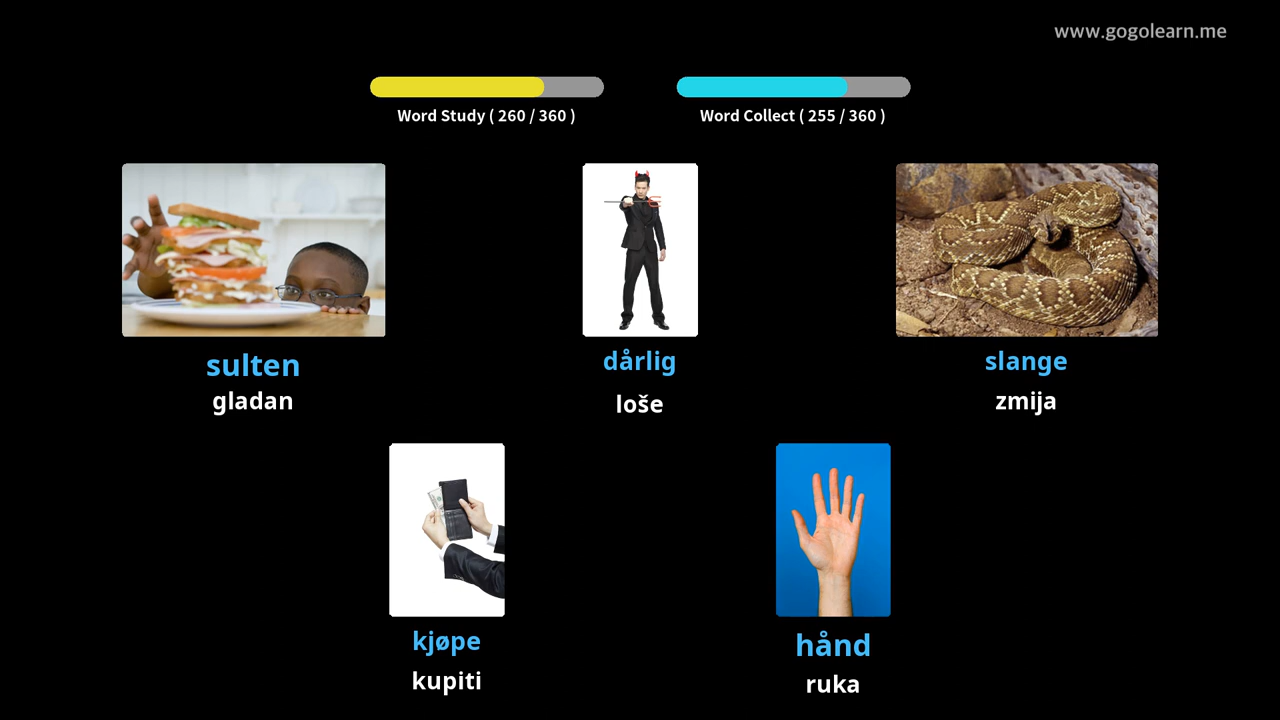 www.gogolearn.me
Word Study ( 260 / 360 )
Word Collect ( 255 / 360 )
sulten
gladan
dårlig
loše
slange
zmija
kjøpe
kupiti
hånd
ruka